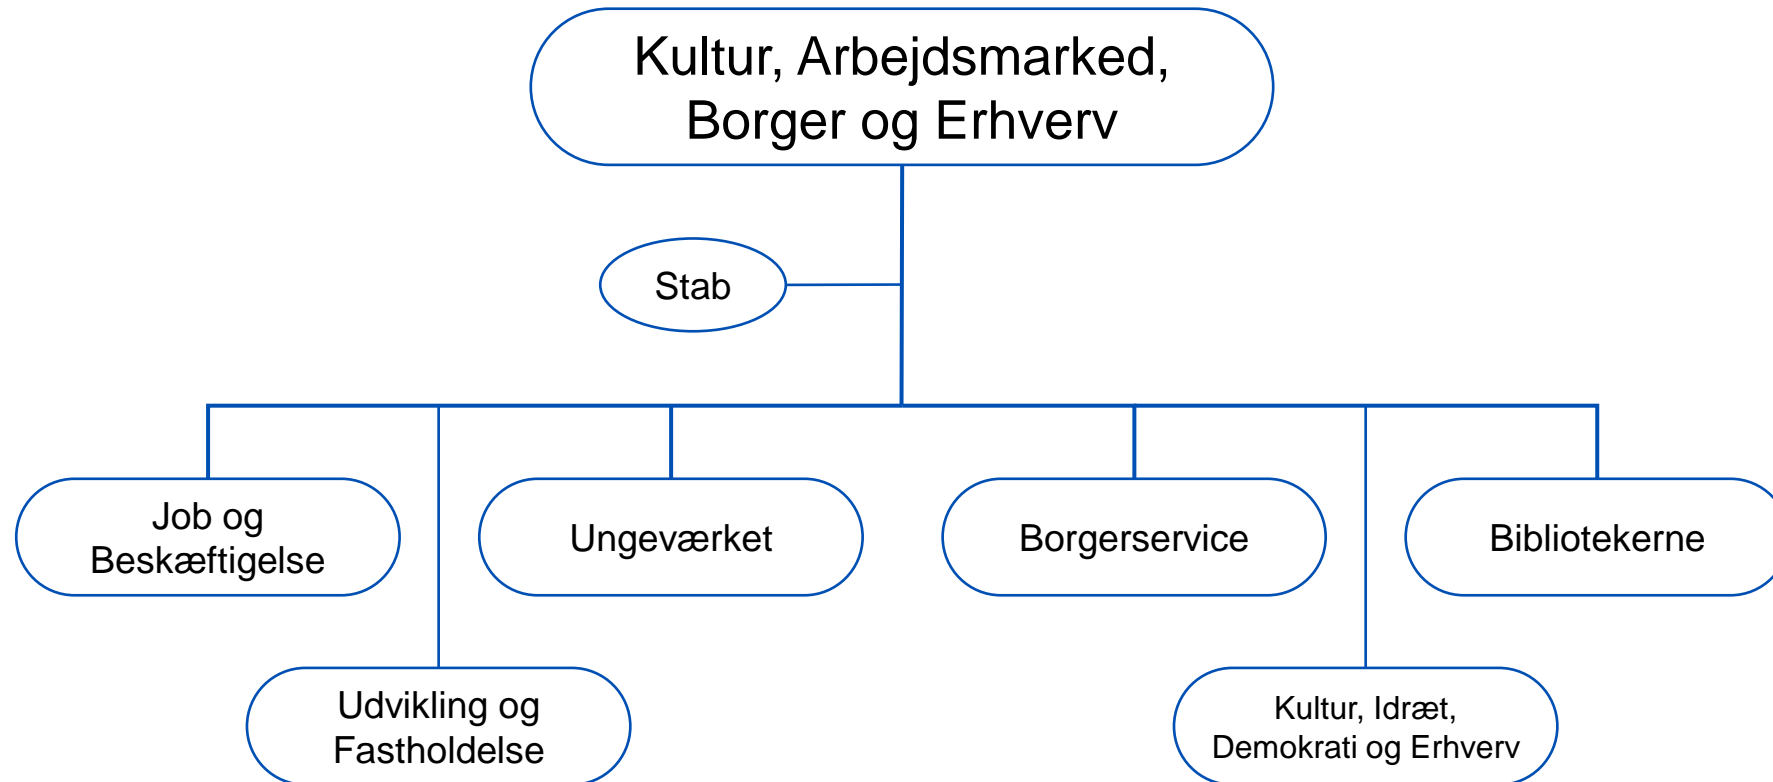 Kultur, Arbejdsmarked,
Borger og Erhverv
Stab
Job og
Beskæftigelse
Ungeværket
Borgerservice
Bibliotekerne
Udvikling og
Fastholdelse
Kultur, Idræt,
Demokrati og Erhverv